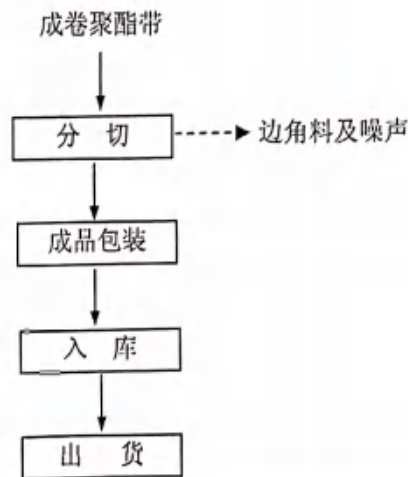 成卷聚酯带
分 切
边角料及噪声
成品包装
入 库
出 货